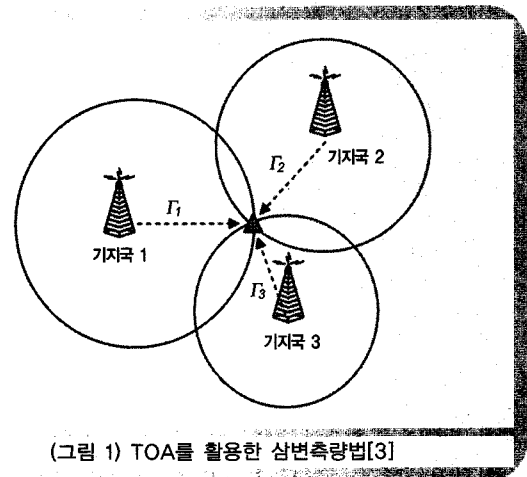 기지국 2
Γ2
Γ1
기지국 1
Γ3
기지국 3
(그림 1) TOA를 활용한 삼변측량법[3]